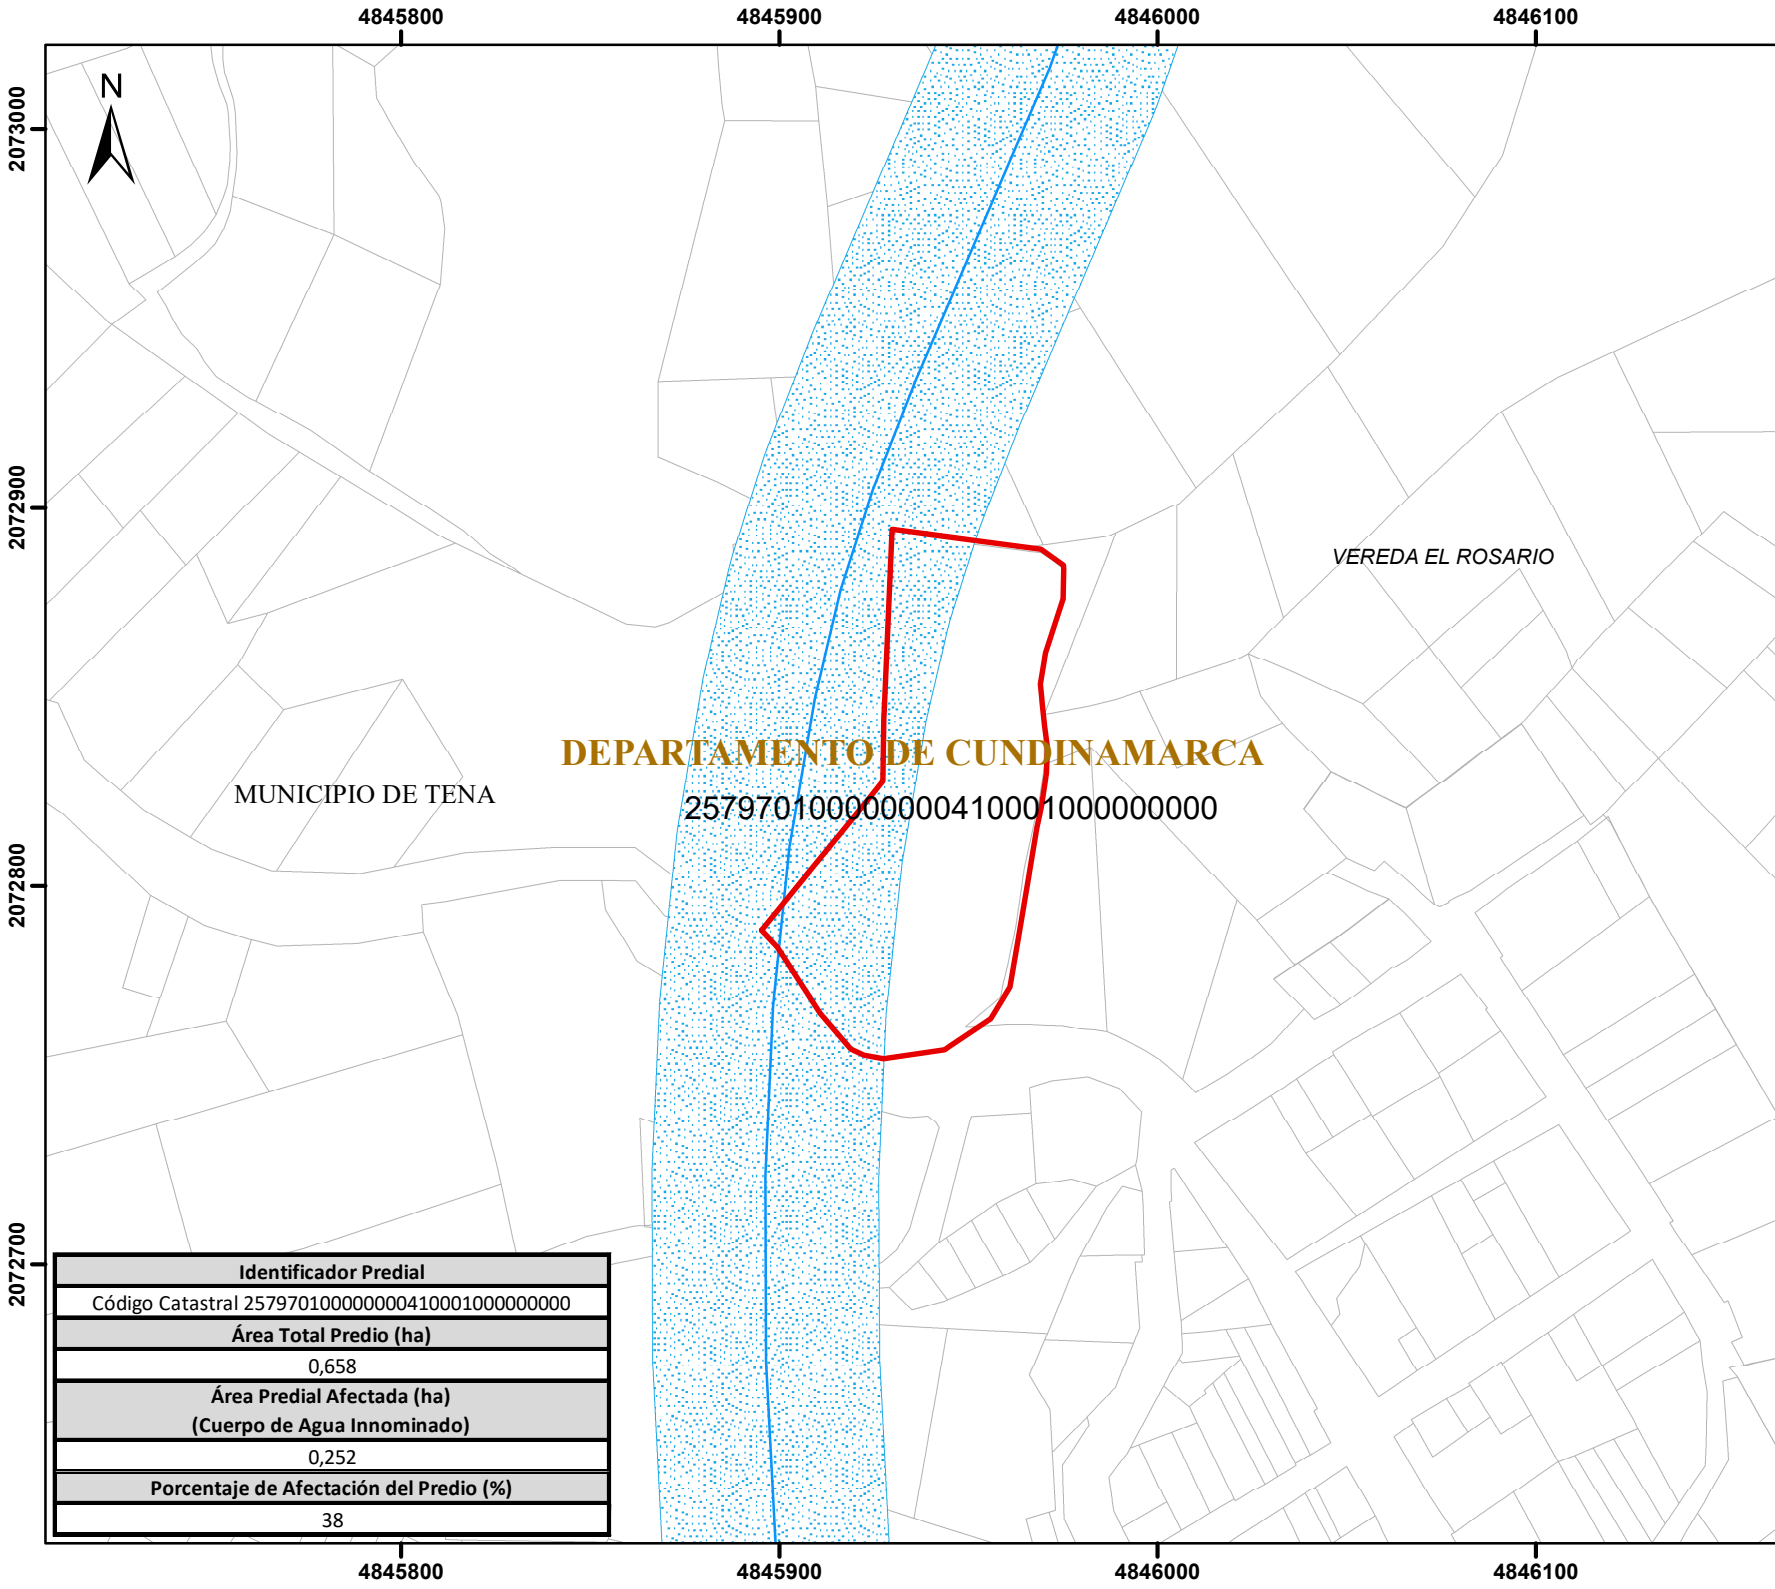 4845800
4845900
4846000
4846100
N
2073000
2072900
2072800
2072700
VEREDA EL ROSARIO
DEPARTAMENTO DE CUNDINAMARCA
MUNICIPIO DE TENA
257970100000000410001000000000
Identificador Predial
Código Catastral 257970100000000410001000000000
Área Total Predio (ha)
0,658
Área Predial Afectada (ha)
(Cuerpo de Agua Innominado)
0,252
Porcentaje de Afectación del Predio (%)
38
4845800
4845900
4846000
4846100